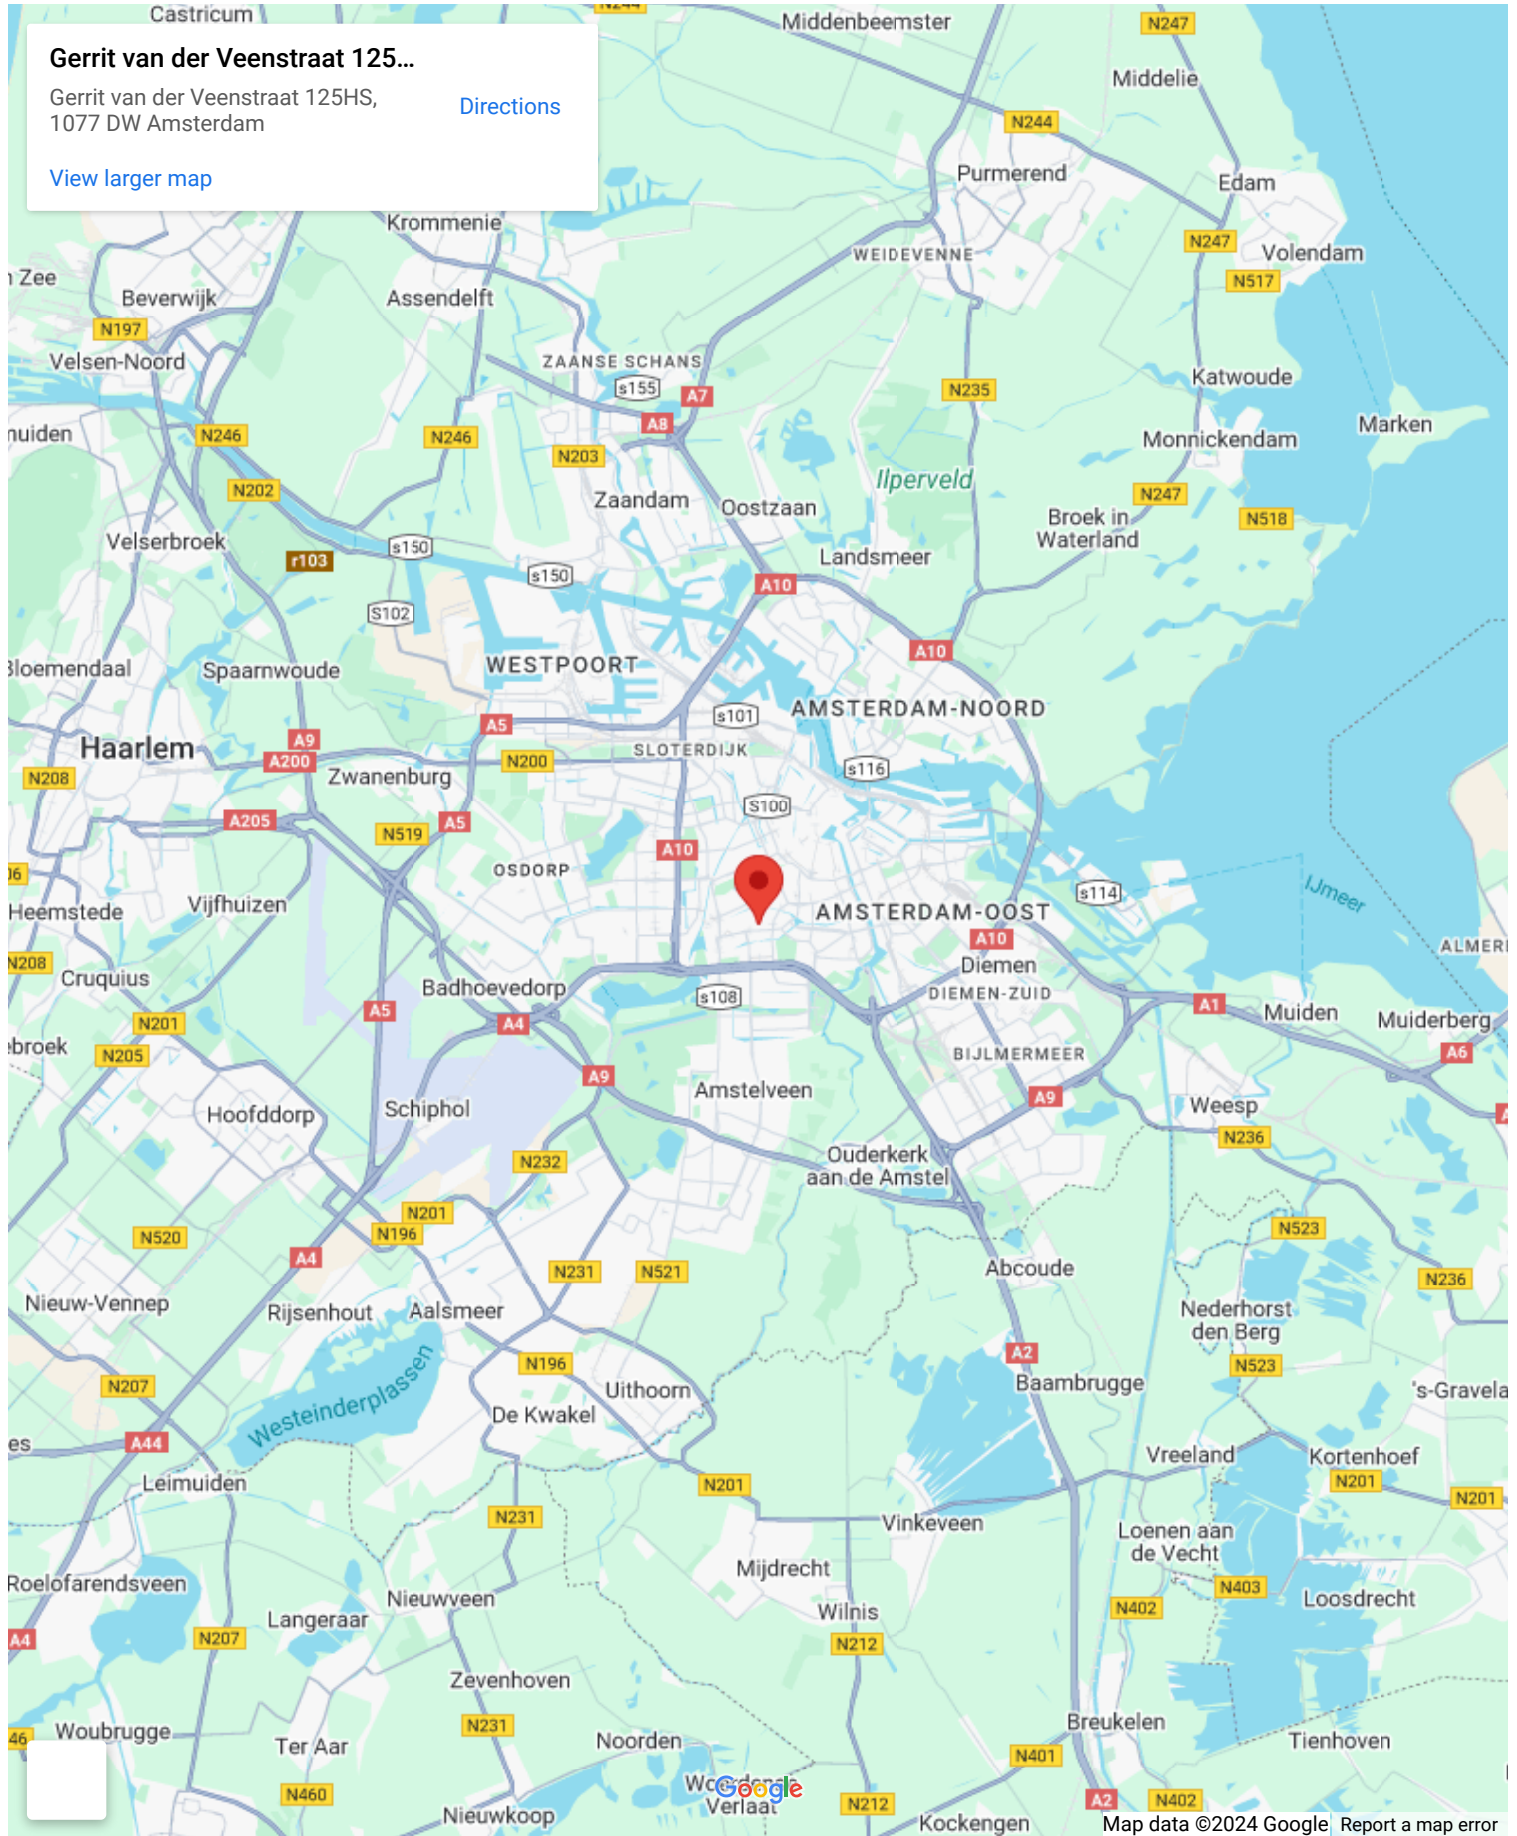 Castricum
N244
Middenbeemster
N247
Gerrit van der Veenstraat 125...
Gerrit van der Veenstraat 125HS,
1077 DW Amsterdam
Directions
View larger map
Middelie
N244
Purmerend
Edam
Krommenie
N247
Volendam
WEIDEVENNE
n Zee
N517
Beverwijk
Assendelft
N197
Velsen-Noord
ZAANSE SCHANS
s155
A7
N235
Katwoude
A8
Marken
muiden
N246
N246
N203
Monnickendam
Ilperveld
N202
Zaandam
Oostzaan
N247
Broek in
Waterland
N518
Velserbroek
s150
r103
s150
Landsmeer
A10
S102
A10
Bloemendaal
Spaarnwoude
WESTPOORT
AMSTERDAM-NOORD
s101
A5
A9
Haarlem
A200
SLOTERDIJK
N200
s116
N208
Zwanenburg
S100
A205
A5
N519
A10
OSDORP
s114
IJmeer
Vijfhuizen
Heemstede
AMSTERDAM-OOST
A10
ALMER
N208
Cruquius
Diemen
Badhoevedorp
s108
DIEMEN-ZUID
A5
A4
A1
Muiden
Muiderberg
N201
ebroek
N205
BIJLMERMEER
A6
A9
Amstelveen
A9
Weesp
Hoofddorp
Schiphol
N236
Ouderkerk
aan de Amstel
N232
N201
N196
N520
N523
A4
N231
N521
Abcoude
N236
Nieuw-Vennep
Rijsenhout
Aalsmeer
Nederhorst
den Berg
A2
N196
N523
N207
Westeinderplassen
Uithoorn
Baambrugge
's-Gravela
De Kwakel
es
A44
Vreeland
Kortenhoef
Leimuiden
N201
N201
N201
N231
Vinkeveen
Loenen aan
de Vecht
Mijdrecht
Roelofarendsveen
Nieuwveen
N403
Loosdrecht
Langeraar
Wilnis
N402
A4
N207
N212
Zevenhoven
Breukelen
N231
Woubrugge
Ter Aar
Noorden
Tienhoven
46
N401
Google
Verlaat
N460
N212
A2
N402
Nieuwkoop
Kockengen
Map data ©2024 Google
Report a map error